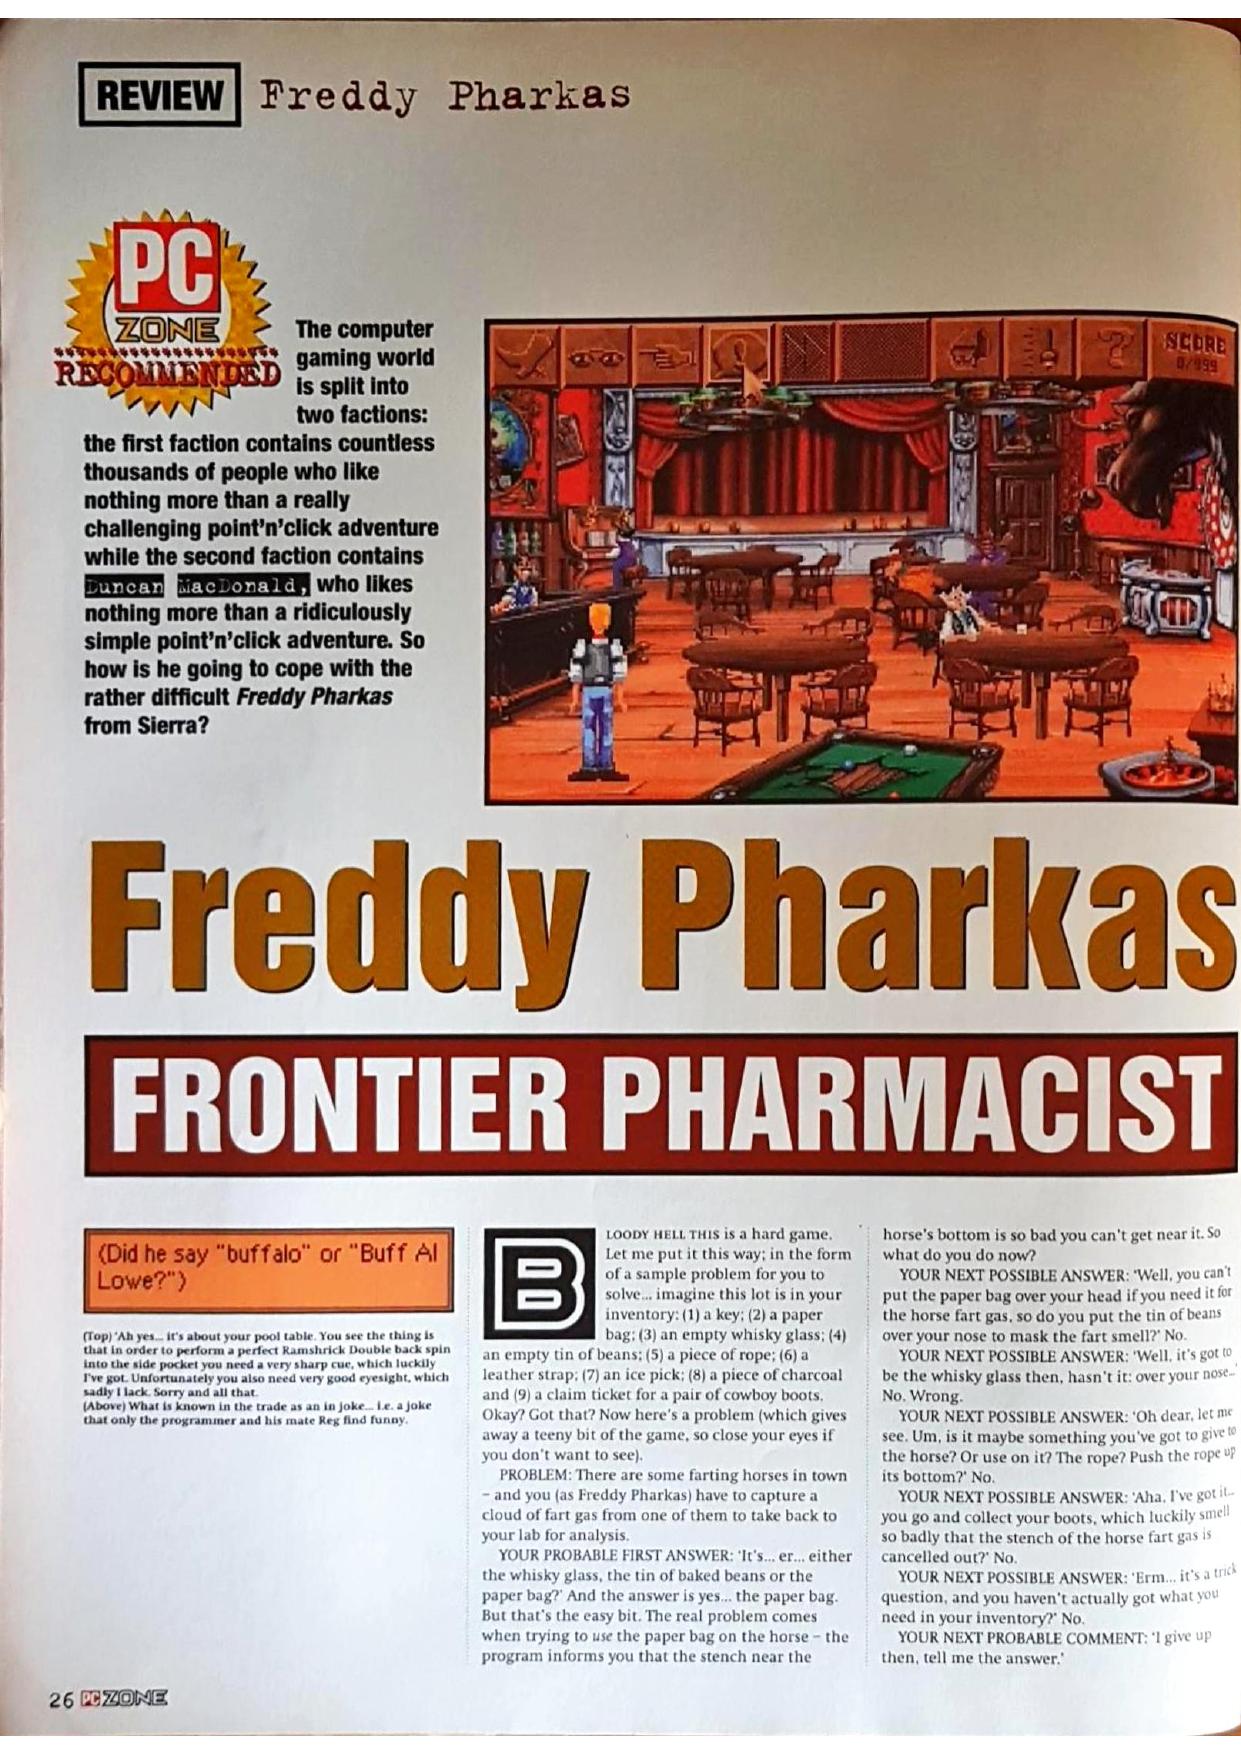 REVIEW Freddy Pharkas
PC
ZONE
RECOMMENDED
The computer
gaming world
is split into
two factions:
the first faction contains countless
thousands of people who like
nothing more than a really
challenging point'n'click adventure
while the second faction contains
Duncan MacDonald, who likes
nothing more than a ridiculously
simple point'n'click adventure. So
how is he going to cope with the
rather difficult Freddy Pharkas
from Sierra?
SCORE
0/999
Freddy Pharkas
FRONTIER PHARMACIST
(Did he say "buffalo" or "Buff Al
Lowe?")
(Top) 'Ah yes... it's about your pool table. You see the thing is
that in order to perform a perfect Ramshrick Double back spin
into the side pocket you need a very sharp cue, which luckily
I've got. Unfortunately you also need very good eyesight, which
sadly I lack. Sorry and all that.
(Above) What is known in the trade as an in joke... i.e. a joke
that only the programmer and his mate Reg find funny.
BLOODY HELL THIS is a hard game.
Let me put it this way; in the form
of a sample problem for you to
solve... imagine this lot is in your
inventory: (1) a key; (2) a paper
bag; (3) an empty whisky glass; (4)
an empty tin of beans; (5) a piece of rope; (6) a
leather strap; (7) an ice pick; (8) a piece of charcoal
and (9) a claim ticket for a pair of cowboy boots.
Okay? Got that? Now here's a problem (which gives
away a teeny bit of the game, so close your eyes if
you don't want to see).
PROBLEM: There are some farting horses in town
– and you (as Freddy Pharkas) have to capture a
cloud of fart gas from one of them to take back to
your lab for analysis.
YOUR PROBABLE FIRST ANSWER: 'It's... er... either
the whisky glass, the tin of baked beans or the
paper bag?' And the answer is yes... the paper bag.
But that's the easy bit. The real problem comes
when trying to use the paper bag on the horse – the
program informs you that the stench near the
horse's bottom is so bad you can't get near it. So
what do you do now?
YOUR NEXT POSSIBLE ANSWER: 'Well, you can't
put the paper bag over your head if you need it for
the horse fart gas, so do you put the tin of beans
over your nose to mask the fart smell?' No.
YOUR NEXT POSSIBLE ANSWER: 'Well, it's got to
be the whisky glass then, hasn't it: over your nose...'
No. Wrong.
YOUR NEXT POSSIBLE ANSWER: 'Oh dear, let me
see. Um, is it maybe something you've got to give to
the horse? Or use on it? The rope? Push the rope up
its bottom?' No.
YOUR NEXT POSSIBLE ANSWER: 'Aha, I've got it...
you go and collect your boots, which luckily smell
so badly that the stench of the horse fart gas is
cancelled out?' No.
YOUR NEXT POSSIBLE ANSWER: 'Erm... it's a trick
question, and you haven't actually got what you
need in your inventory?' No.
YOUR NEXT PROBABLE COMMENT: 'I give up
then, tell me the answer.'
26 PC ZONE